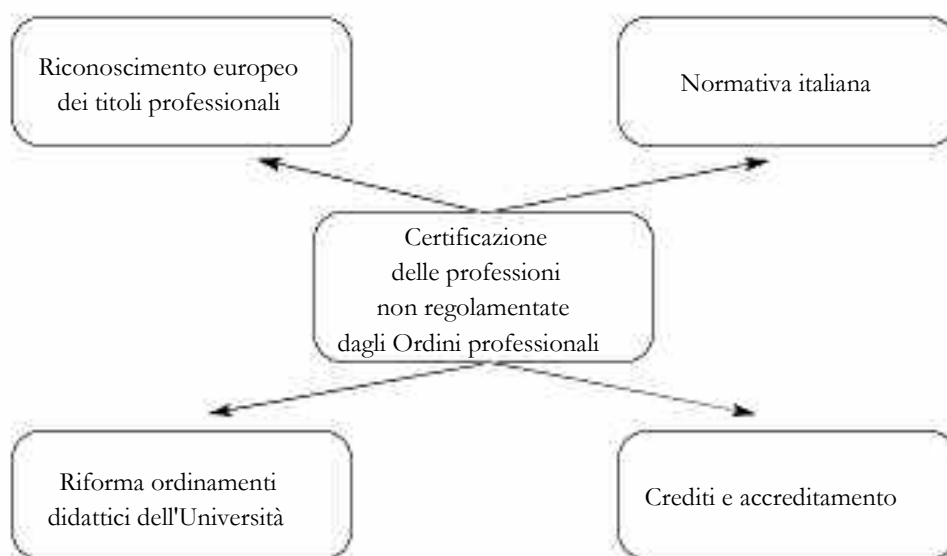 Riconoscimento europeo
dei titoli professionali
Normativa italiana
Certificazione
delle professioni
non regolamentate
dagli Ordini professionali
Riforma ordinamenti
didattici dell'Università
Crediti e accreditamento